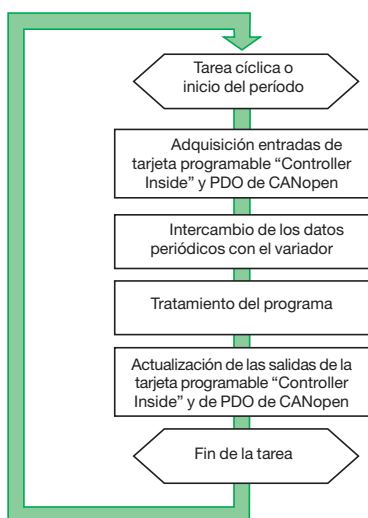 Tarea cíclica o
inicio del período
Adquisición entradas de
tarjeta programable “Controller
Inside” y PDO de CANopen
Intercambio de los datos
periódicos con el variador
Tratamiento del programa
Actualización de las salidas de la
tarjeta programable “Controller
Inside” y de PDO de CANopen
Fin de la tarea